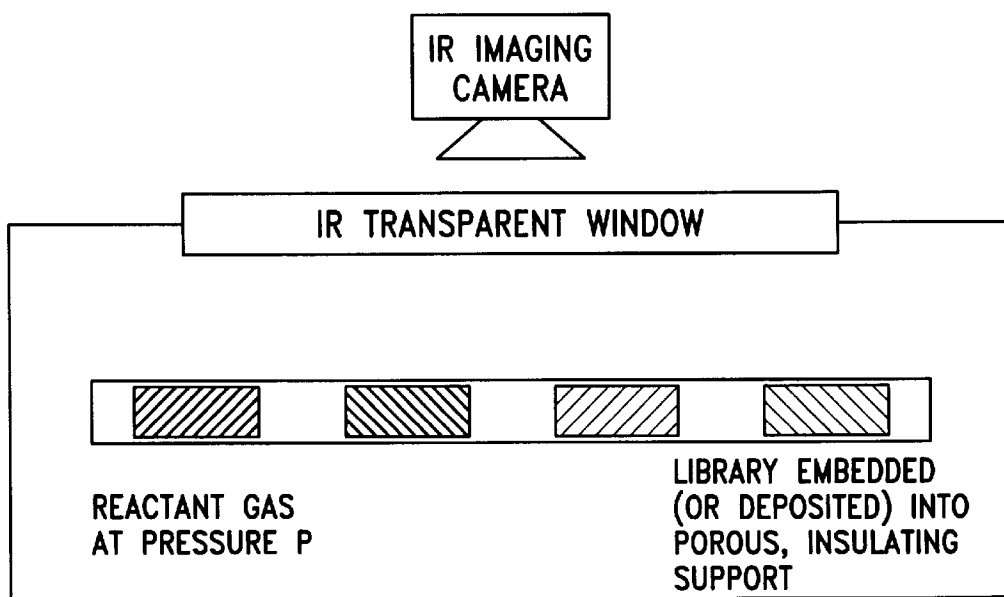 IR IMAGING
CAMERA
IR TRANSPARENT WINDOW
REACTANT GAS
AT PRESSURE P
LIBRARY EMBEDDED
(OR DEPOSITED) INTO
POROUS, INSULATING
SUPPORT